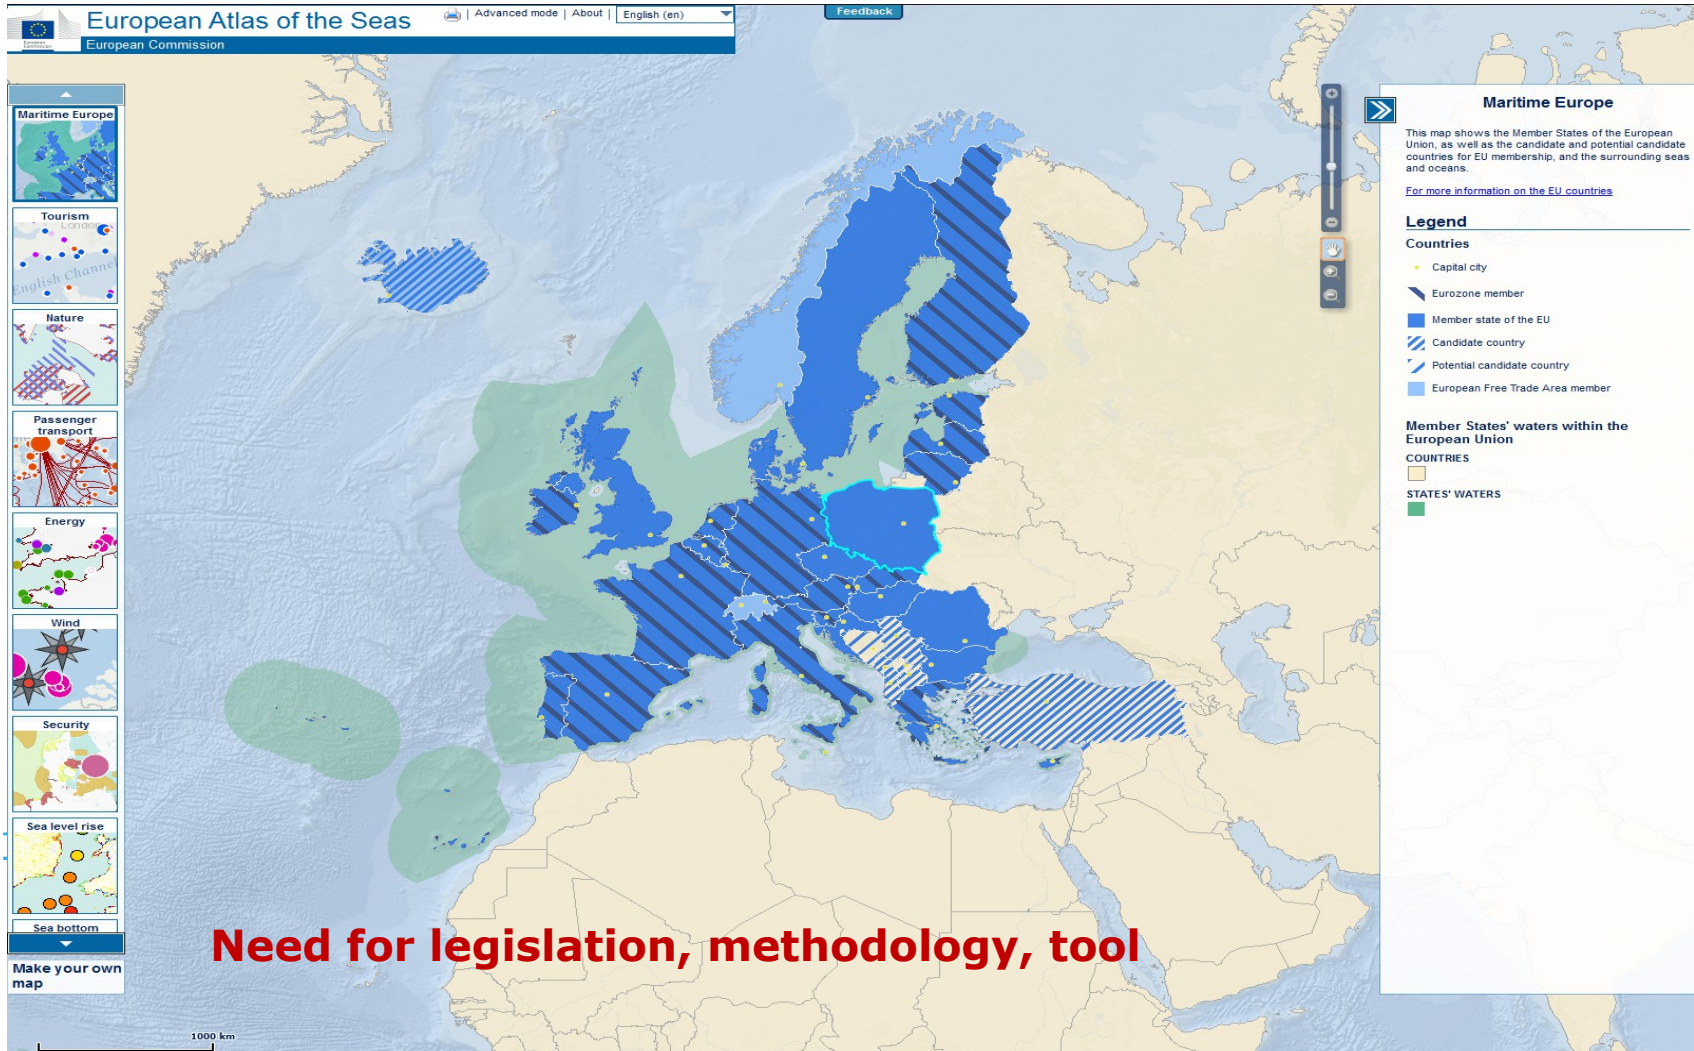 European Atlas of the Seas
| Advanced mode | About | English (en)
Feedback
European Commission
European Commission
Maritime Europe
Tourism
London
English Channel
Nature
Passenger
transport
Energy
Wind
Security
Sea level rise
Sea bottom
Make your own
map
Need for legislation, methodology, tool
1000 km
Maritime Europe
This map shows the Member States of the European
Union, as well as the candidate and potential candidate
countries for EU membership, and the surrounding seas
and oceans.
For more information on the EU countries
Legend
Countries
Capital city
Eurozone member
Member state of the EU
Candidate country
Potential candidate country
European Free Trade Area member
Member States' waters within the
European Union
COUNTRIES
STATES' WATERS